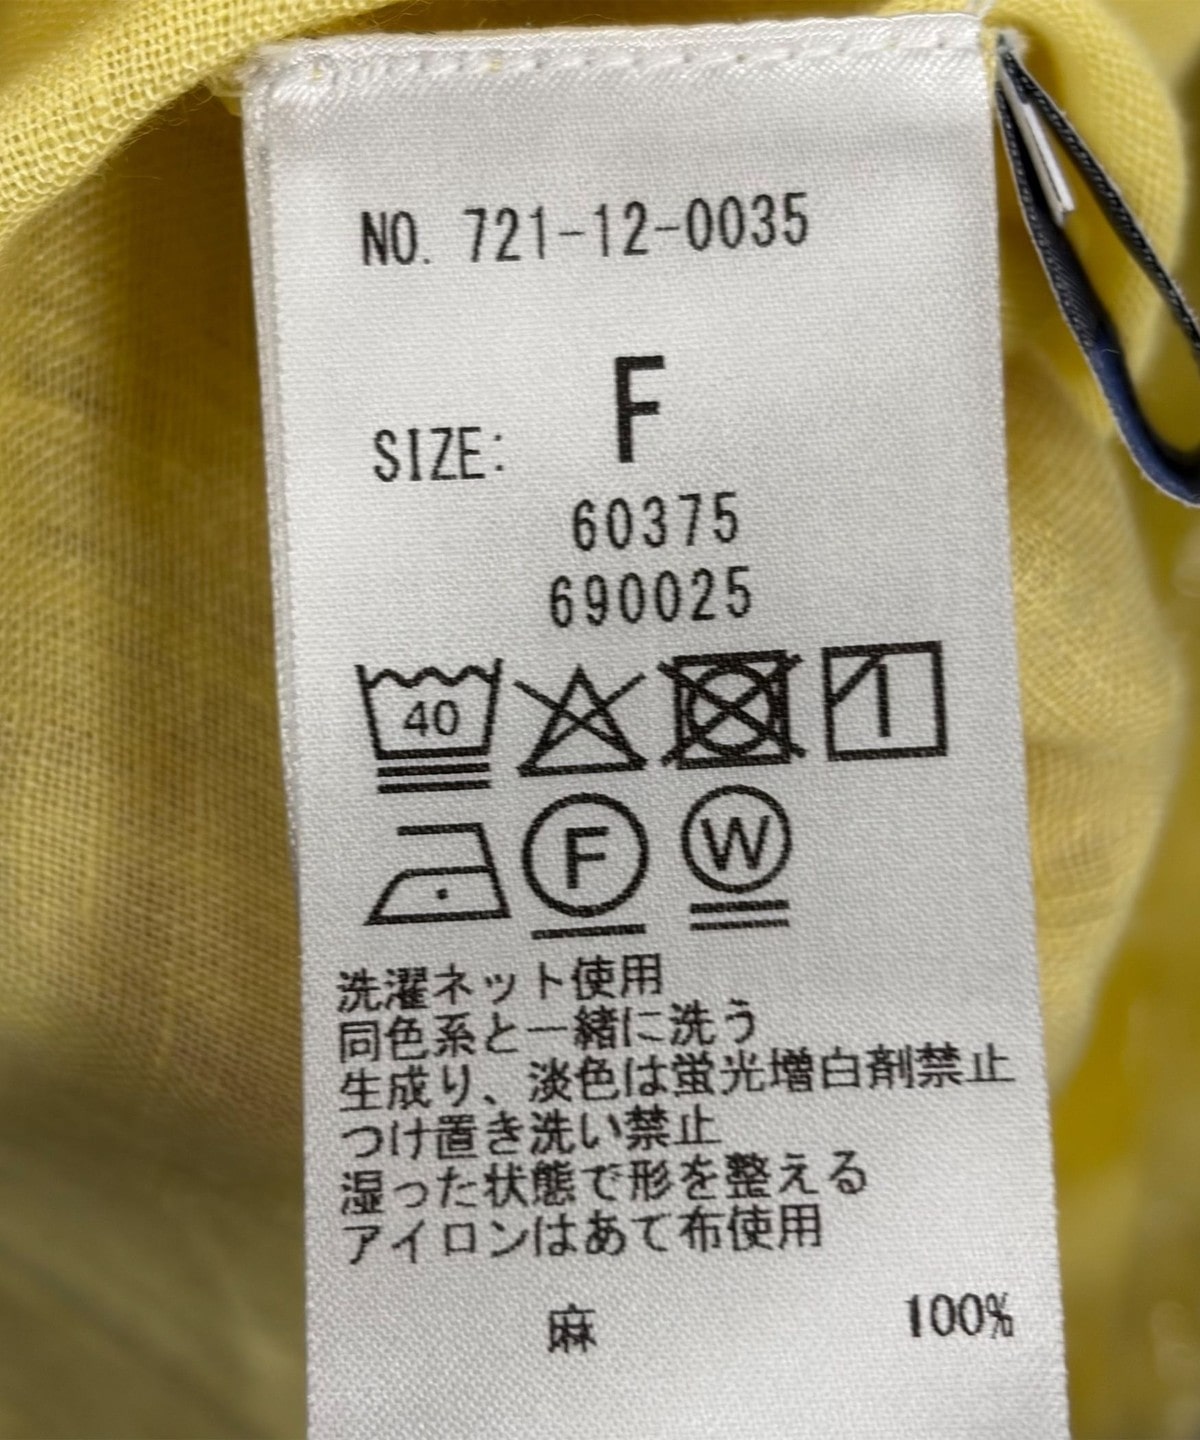 NO. 721-12-0035
SIZE: F
60375
690025
40
F W
洗濯ネット使用
同色系と一緒に洗う
生成り、淡色は蛍光増白剤禁止
つけ置き洗い禁止
湿った状態で形を整える
アイロンはあて布使用
麻 100%